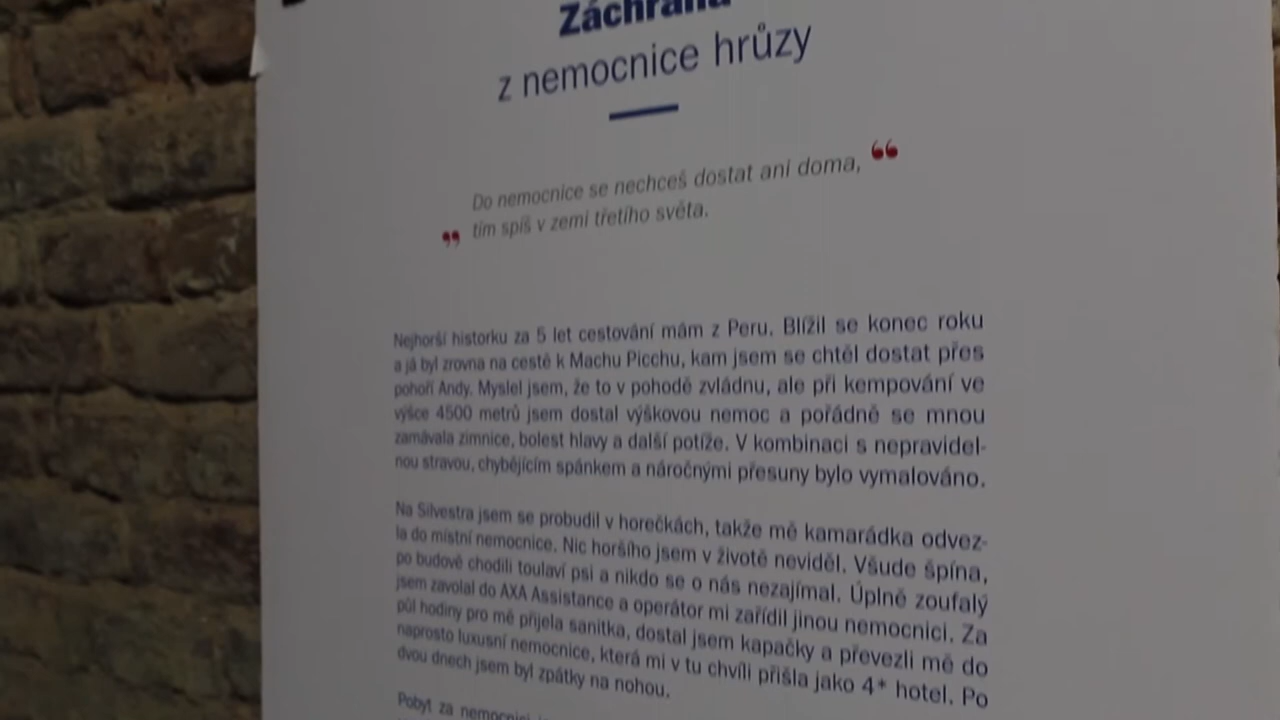 Záchrana
z nemocnice hrůzy
Do nemocnice se nechceš dostat ani doma, “
„ tím spíš v zemi třetího světa.
Nejhorší historku za 5 let cestování mám z Peru. Blížil se konec roku
a já byl zrovna na cestě k Machu Picchu, kam jsem se chtěl dostat přes
pohoří Andy. Myslel jsem, že to v pohodě zvládnu, ale při kempování ve
výšce 4500 metrů jsem dostal výškovou nemoc a pořádně se mnou
zamávala zimnice, bolest hlavy a další potíže. V kombinaci s nepravidel-
nou stravou, chybějícím spánkem a náročnými přesuny bylo vymalováno.
Na Silvestra jsem se probudil v horečkách, takže mě kamarádka odvez-
la do místní nemocnice. Nic horšího jsem v životě neviděl. Všude špína,
po budově chodili toulaví psi a nikdo se o nás nezajímal. Úplně zoufalý
jsem zavolal do AXA Assistance a operátor mi zařídil jinou nemocnici. Za
půl hodiny pro mě přijela sanitka, dostal jsem kapačky a převezli mě do
naprosto luxusní nemocnice, která mi v tu chvíli přišla jako 4* hotel. Po
dvou dnech jsem byl zpátky na nohou.
Pobyt za nemocnici